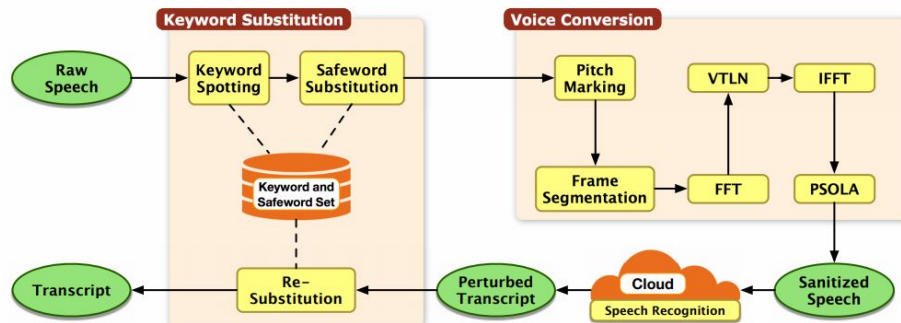 Keyword Substitution
Voice Conversion
Raw
Speech
Keyword
Spotting
Safeword
Substitution
Pitch
Marking
VTLN
IFFT
Keyword and
Safeword Set
Frame
Segmentation
FFT
PSOLA
Transcript
Re-
Substitution
Perturbed
Transcript
Cloud
Speech Recognition
Sanitized
Speech